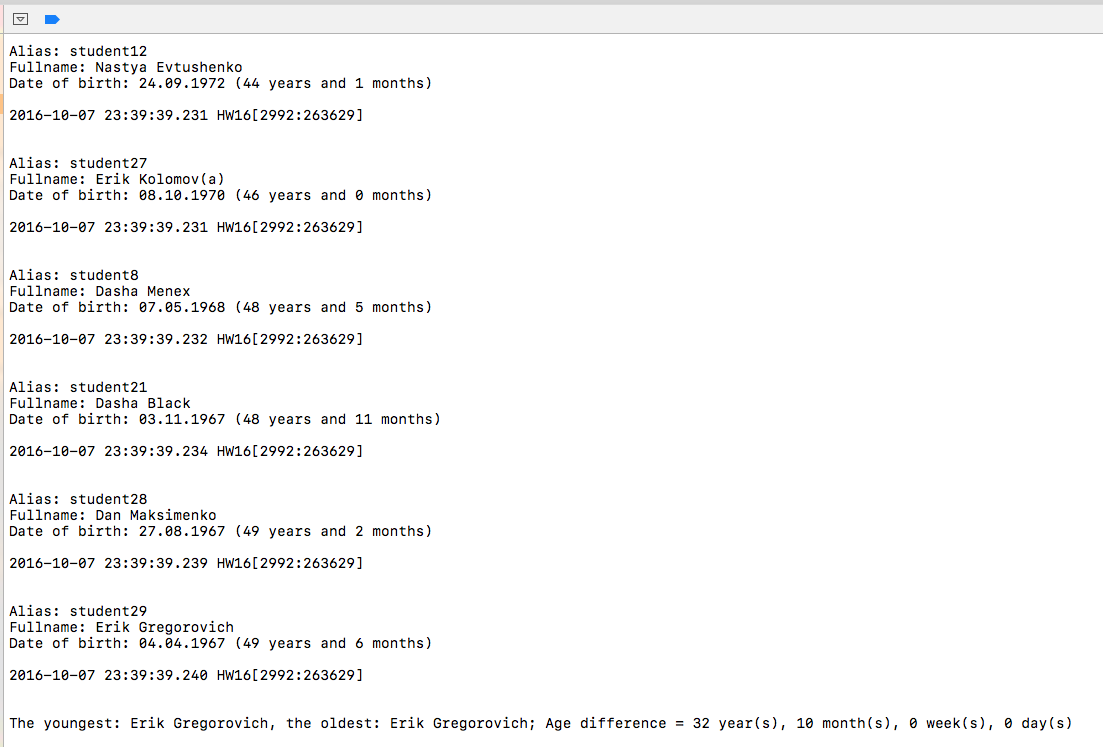 Alias: student12
Fullname: Nastya Evtushenko
Date of birth: 24.09.1972 (44 years and 1 months)
2016-10-07 23:39:39.231 HW16[2992:263629]
Alias: student27
Fullname: Erik Kolomov(a)
Date of birth: 08.10.1970 (46 years and 0 months)
2016-10-07 23:39:39.231 HW16[2992:263629]
Alias: student8
Fullname: Dasha Menex
Date of birth: 07.05.1968 (48 years and 5 months)
2016-10-07 23:39:39.232 HW16[2992:263629]
Alias: student21
Fullname: Dasha Black
Date of birth: 03.11.1967 (48 years and 11 months)
2016-10-07 23:39:39.234 HW16[2992:263629]
Alias: student28
Fullname: Dan Maksimenko
Date of birth: 27.08.1967 (49 years and 2 months)
2016-10-07 23:39:39.239 HW16[2992:263629]
Alias: student29
Fullname: Erik Gregorovich
Date of birth: 04.04.1967 (49 years and 6 months)
2016-10-07 23:39:39.240 HW16[2992:263629]
The youngest: Erik Gregorovich, the oldest: Erik Gregorovich; Age difference = 32 year(s), 10 month(s), 0 week(s), 0 day(s)